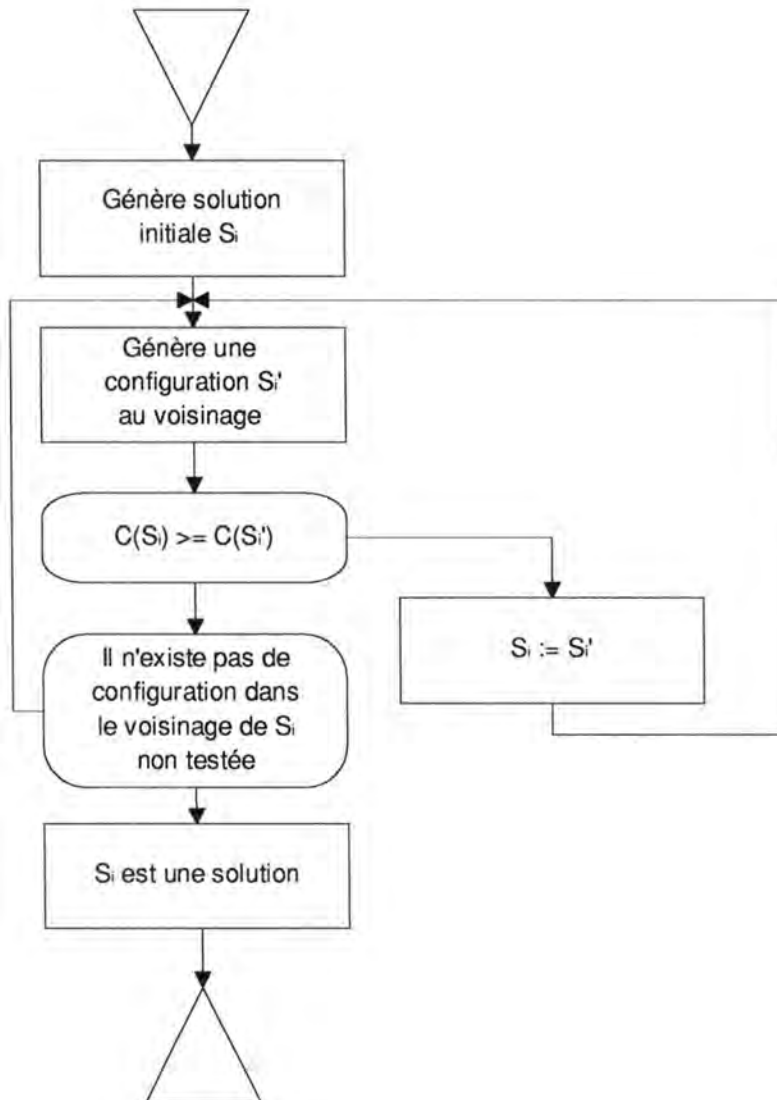 Génère solution
initiale Si
Génère une
configuration Si'
au voisinage
C(Si) >= C(Si')
Il n'existe pas de
configuration dans
le voisinage de Si
non testée
Si := Si'
Si est une solution